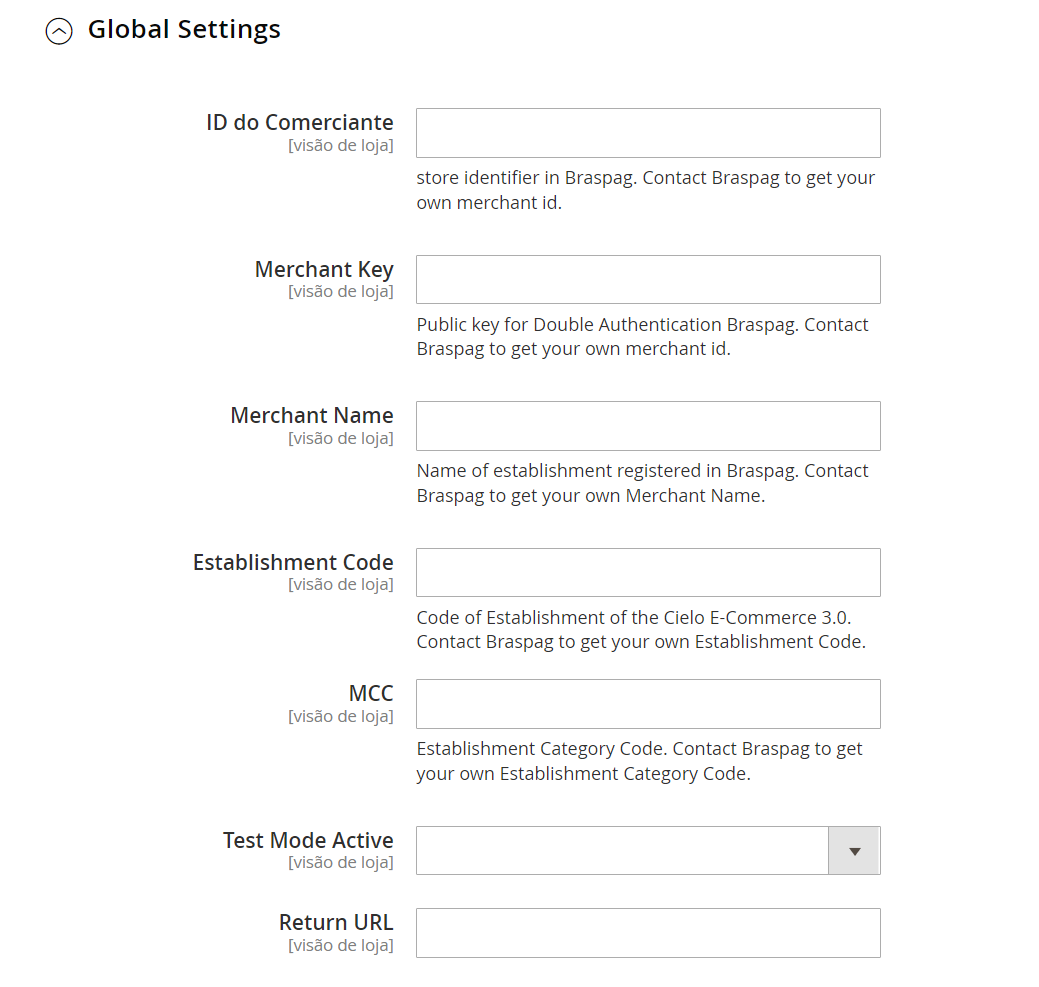 Global Settings
ID do Comerciante
[visão de loja]
store identifier in Braspag. Contact Braspag to get your
own merchant id.
Merchant Key
[visão de loja]
Public key for Double Authentication Braspag. Contact
Braspag to get your own merchant id.
Merchant Name
[visão de loja]
Name of establishment registered in Braspag. Contact
Braspag to get your own Merchant Name.
Establishment Code
[visão de loja]
Code of Establishment of the Cielo E-Commerce 3.0.
Contact Braspag to get your own Establishment Code.
MCC
[visão de loja]
Establishment Category Code. Contact Braspag to get
your own Establishment Category Code.
Test Mode Active
[visão de loja]
Return URL
[visão de loja]